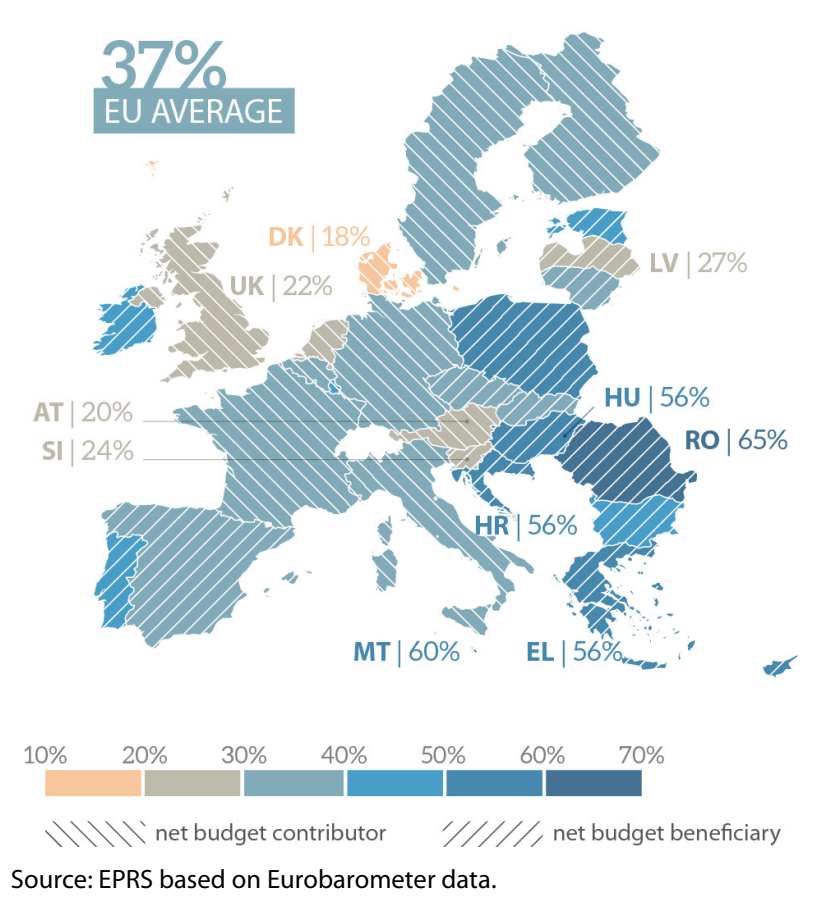 37%
EU AVERAGE
DK | 18%
UK | 22%
LV | 27%
AT | 20%
SI | 24%
HU | 56%
RO | 65%
HR | 56%
MT | 60%
EL | 56%
10% 20% 30% 40% 50% 60% 70%
net budget contributor net budget beneficiary
Source: EPRS based on Eurobarometer data.